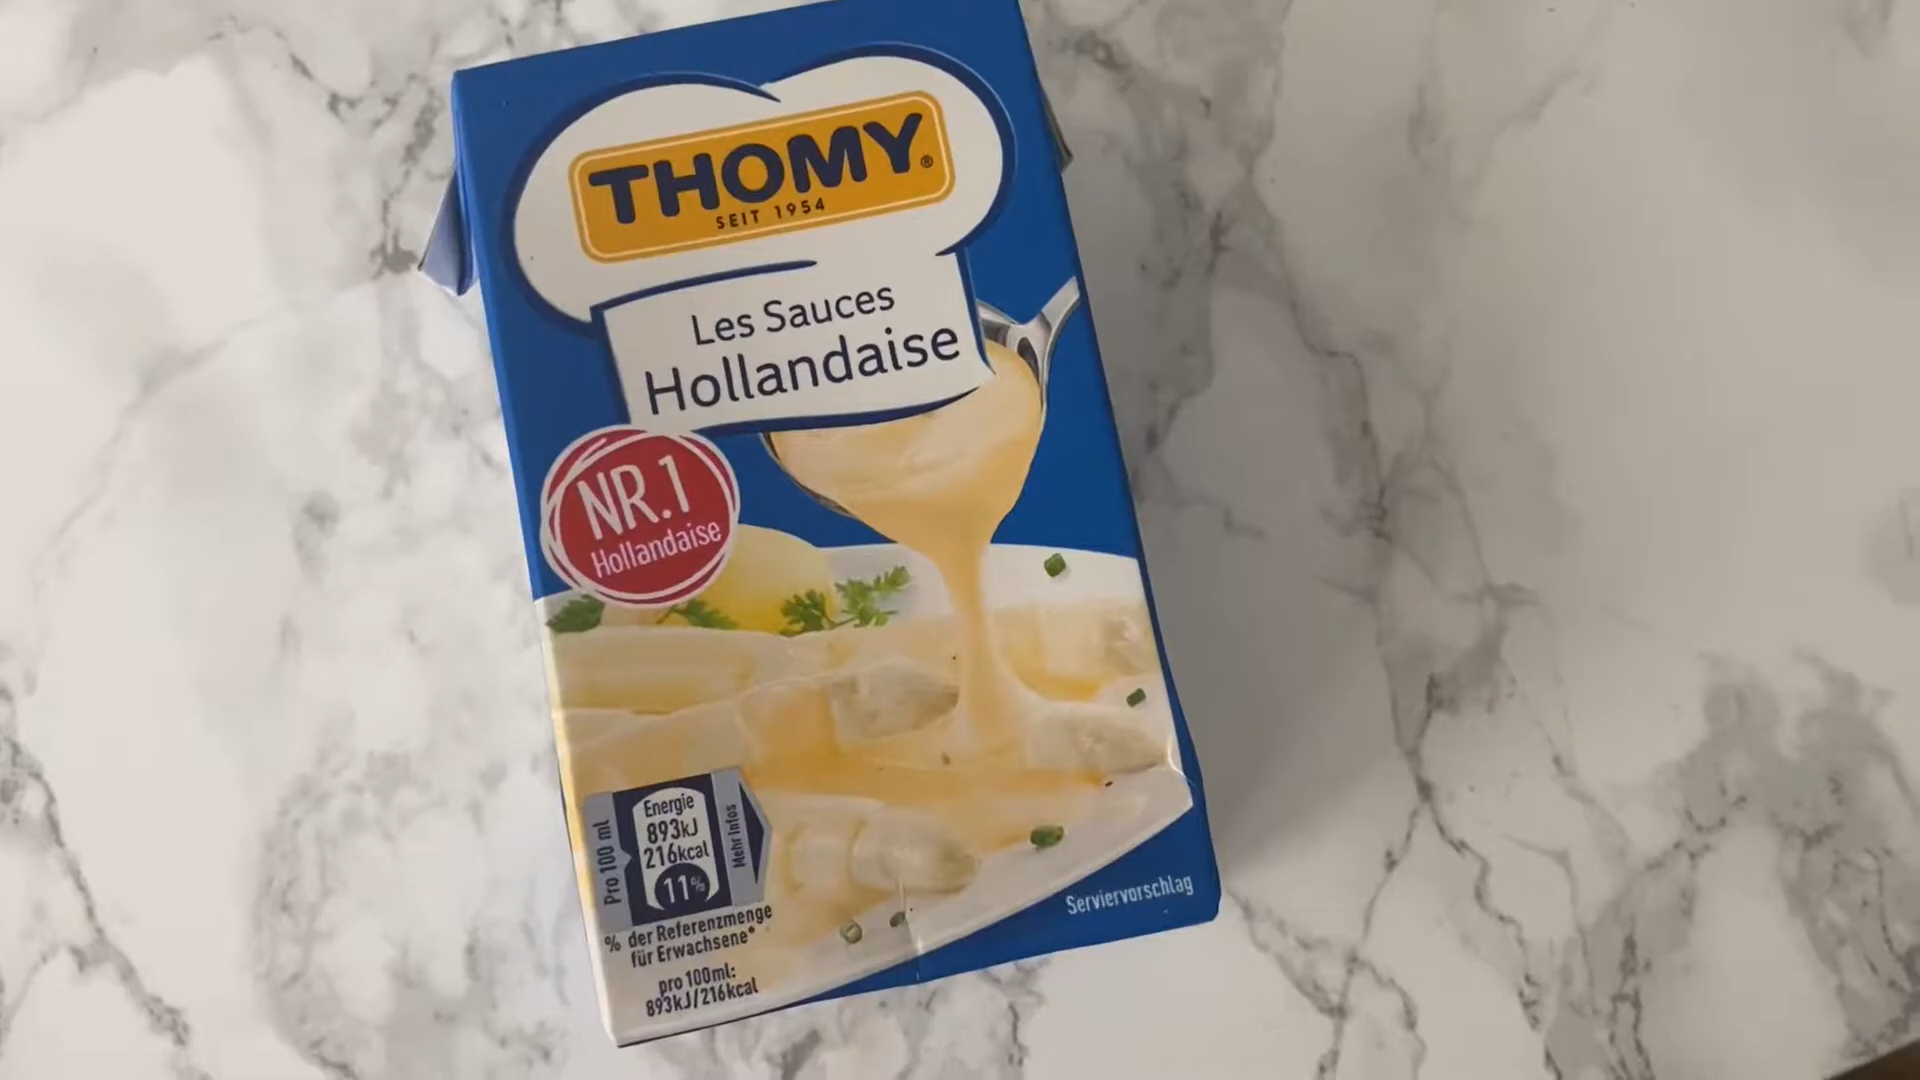 THOMY®
SEIT 1954
Les Sauces
Hollandaise
NR.1
Hollandaise
Pro 100 ml
Energie
893kJ
216kcal
11%
Mehr Infos
% der Referenzmenge
für Erwachsene*
pro 100ml:
893kJ/216kcal
Serviervorschlag